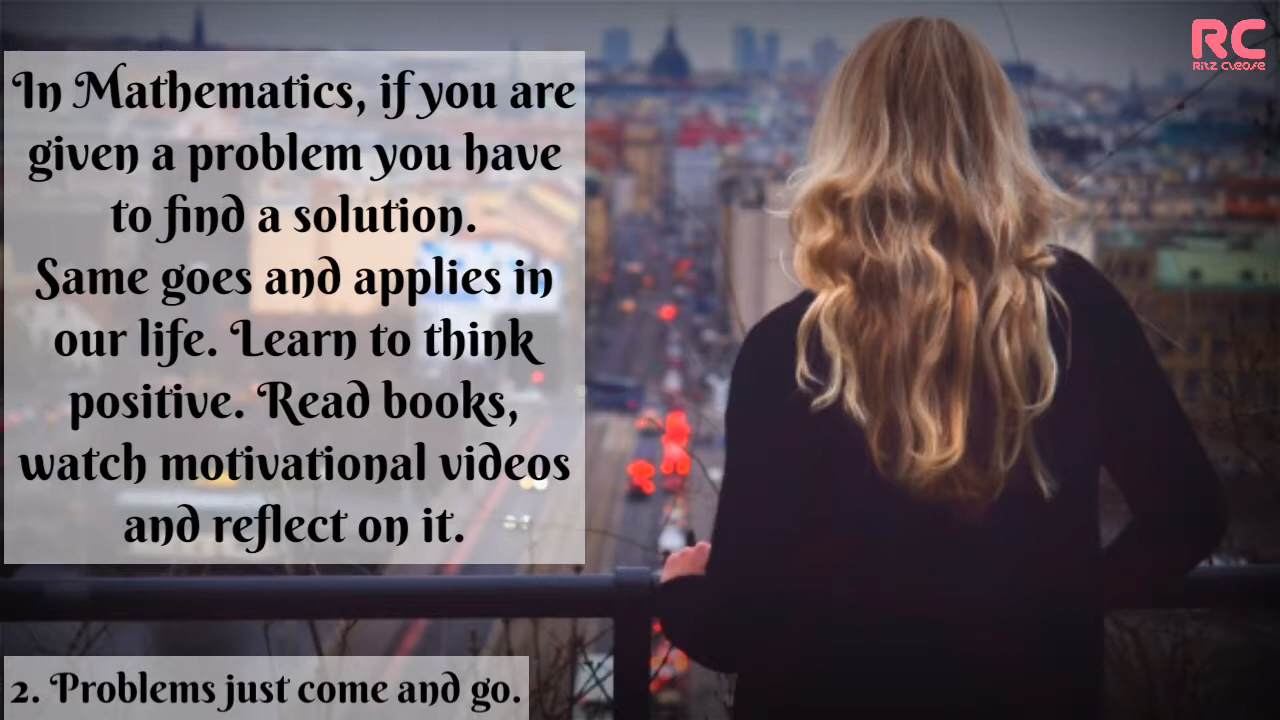 RC
RITZ CLEOFE
In Mathematics, if you are
given a problem you have
to find a solution.
Same goes and applies in
our life. Learn to think
positive. Read books,
watch motivational videos
and reflect on it.
2. Problems just come and go.